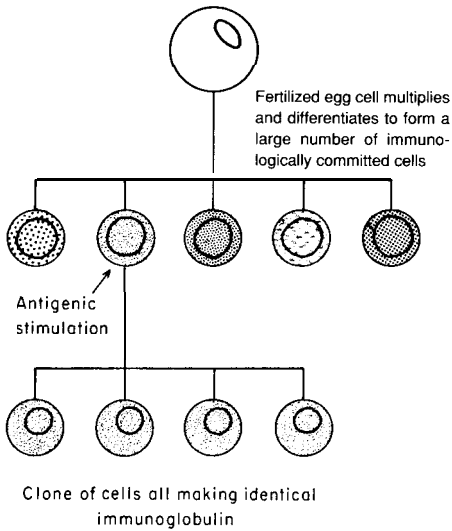 Fertilized egg cell multiplies
and differentiates to form a
large number of immuno-
logically committed cells
Antigenic
stimulation
Clone of cells all making identical
immunoglobulin